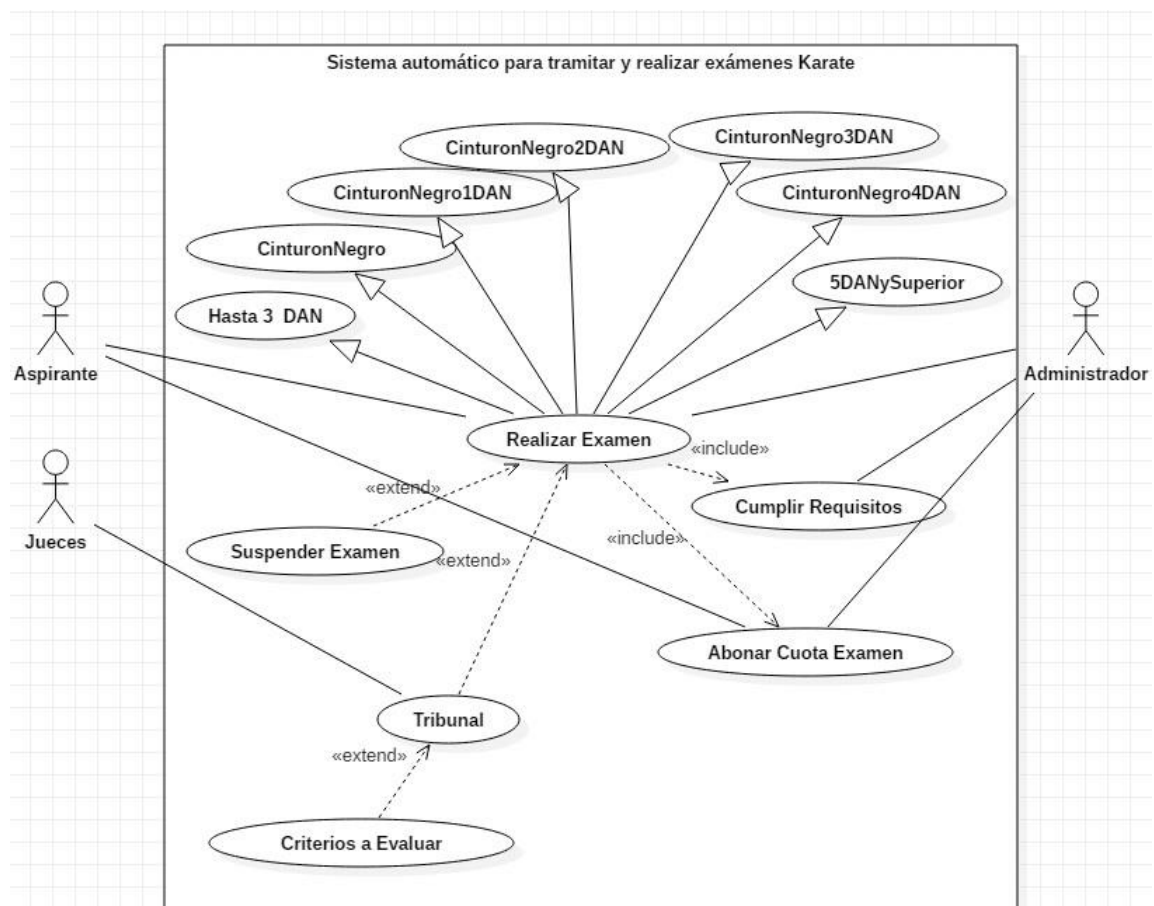 Sistema automático para tramitar y realizar exámenes Karate
CinturonNegro2DAN
CinturonNegro3DAN
CinturonNegro1DAN
CinturonNegro4DAN
CinturonNegro
5DANySuperior
Hasta 3 DAN
Aspirante
Administrador
Realizar Examen
«include»
«extend»
Cumplir Requisitos
Jueces
«include»
Suspender Examen
«extend»
Abonar Cuota Examen
Tribunal
«extend»
Criterios a Evaluar